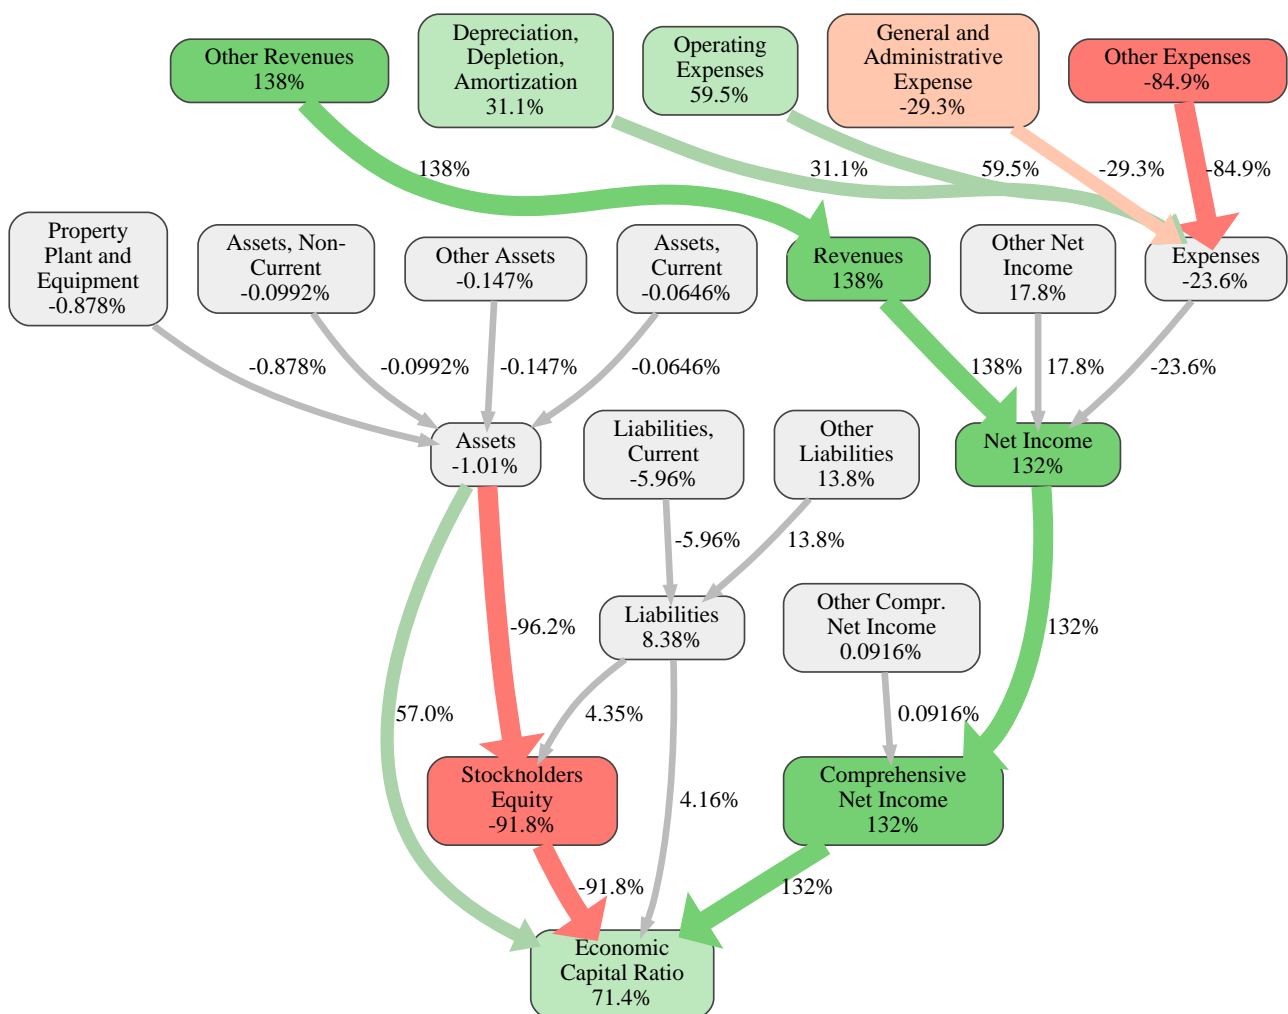 Other Revenues
138%
Depreciation,
Depletion,
Amortization
31.1%
Operating
Expenses
59.5%
General and
Administrative
Expense
-29.3%
Other Expenses
-84.9%
138%
31.1%
59.5%
-29.3%
-84.9%
Property
Plant and
Equipment
-0.878%
Assets, Non-
Current
-0.0992%
Other Assets
-0.147%
Assets,
Current
-0.0646%
Revenues
138%
Other Net
Income
17.8%
Expenses
-23.6%
-0.878%
-0.0992%
-0.147%
-0.0646%
138%
17.8%
-23.6%
Assets
-1.01%
Liabilities,
Current
-5.96%
Other
Liabilities
13.8%
Net Income
132%
-5.96%
13.8%
-96.2%
Liabilities
8.38%
Other Compr.
Net Income
0.0916%
132%
57.0%
4.35%
0.0916%
Stockholders
Equity
-91.8%
4.16%
Comprehensive
Net Income
132%
-91.8%
132%
Economic
Capital Ratio
71.4%